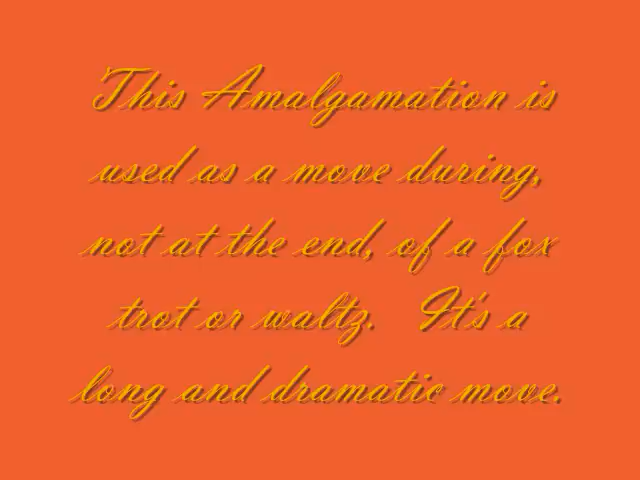 This Amalgamation is
used as a move during,
not at the end, of a fox
trot or waltz.   It's a
long and dramatic move.